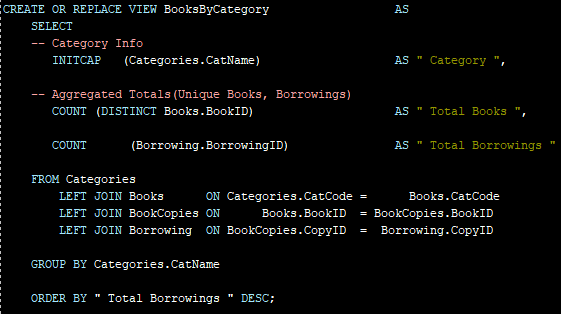 CREATE OR REPLACE VIEW BooksByCategory AS
SELECT
-- Category Info
INITCAP (Categories.CatName) AS " Category ",
-- Aggregated Totals(Unique Books, Borrowings)
COUNT (DISTINCT Books.BookID) AS " Total Books ",
COUNT (Borrowing.BorrowingID) AS " Total Borrowings "
FROM Categories
LEFT JOIN Books ON Categories.CatCode = Books.CatCode
LEFT JOIN BookCopies ON Books.BookID = BookCopies.BookID
LEFT JOIN Borrowing ON BookCopies.CopyID = Borrowing.CopyID
GROUP BY Categories.CatName
ORDER BY " Total Borrowings " DESC;